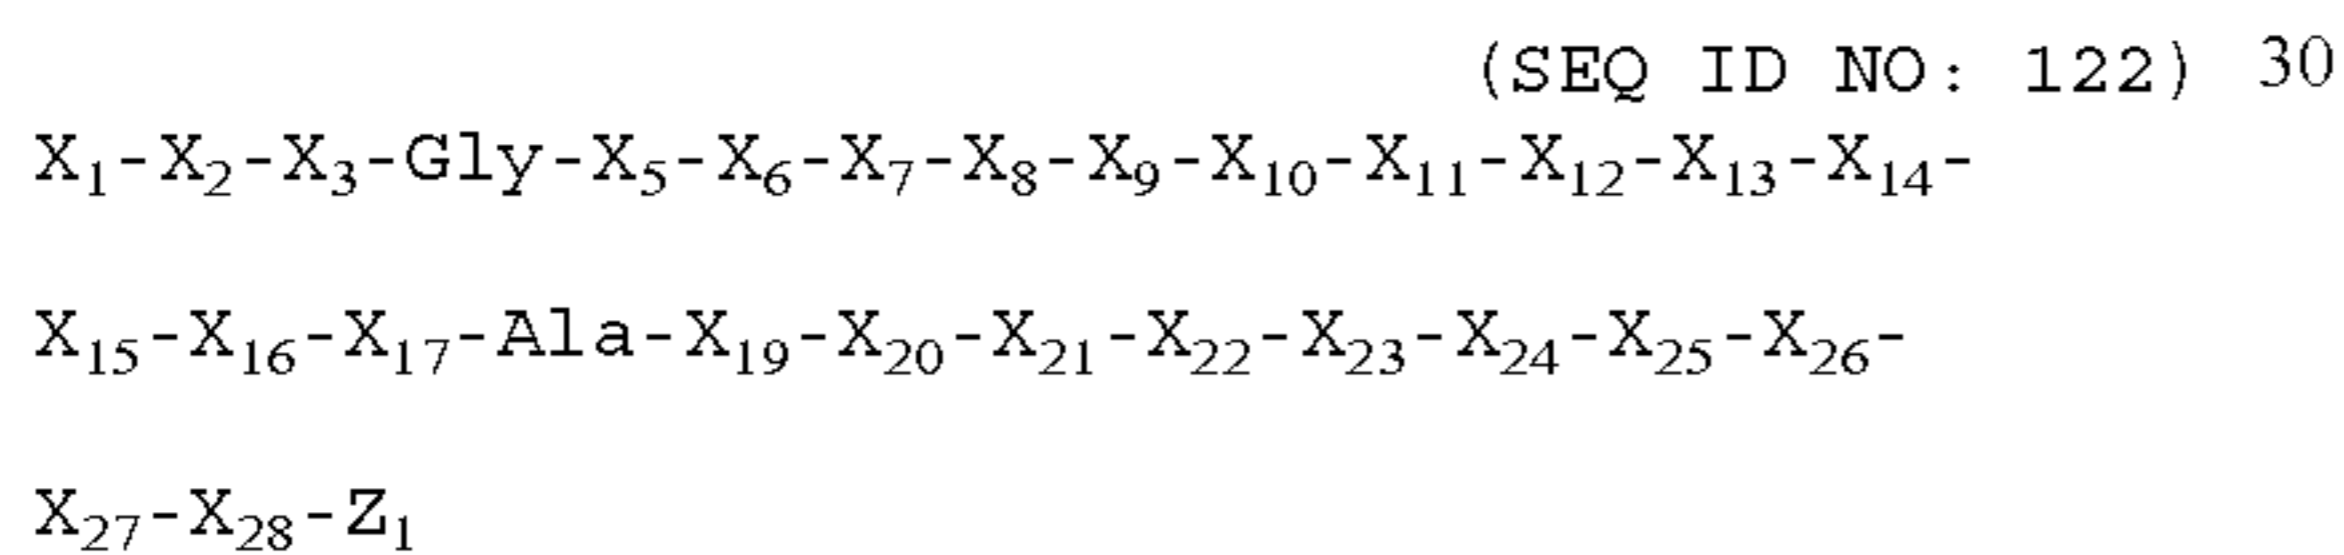 (SEQ ID NO: 122) 30
X₁-X₂-X₃-Gly-X₅-X₆-X₇-X₈-X₉-X₁₀-X₁₁-X₁₂-X₁₃-X₁₄-
X₁₅-X₁₆-X₁₇-Ala-X₁₉-X₂₀-X₂₁-X₂₂-X₂₃-X₂₄-X₂₅-X₂₆-
X₂₇-X₂₈-Z₁